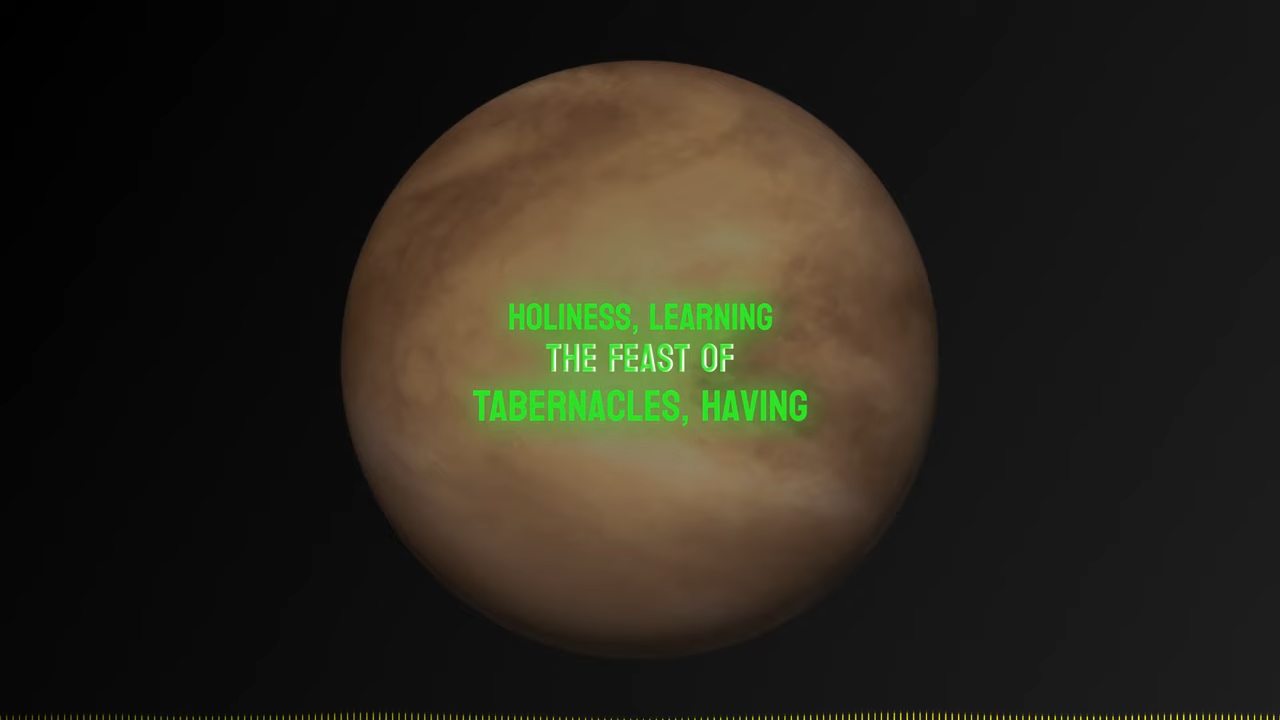 HOLINESS, LEARNING
THE FEAST OF
TABERNACLES, HAVING